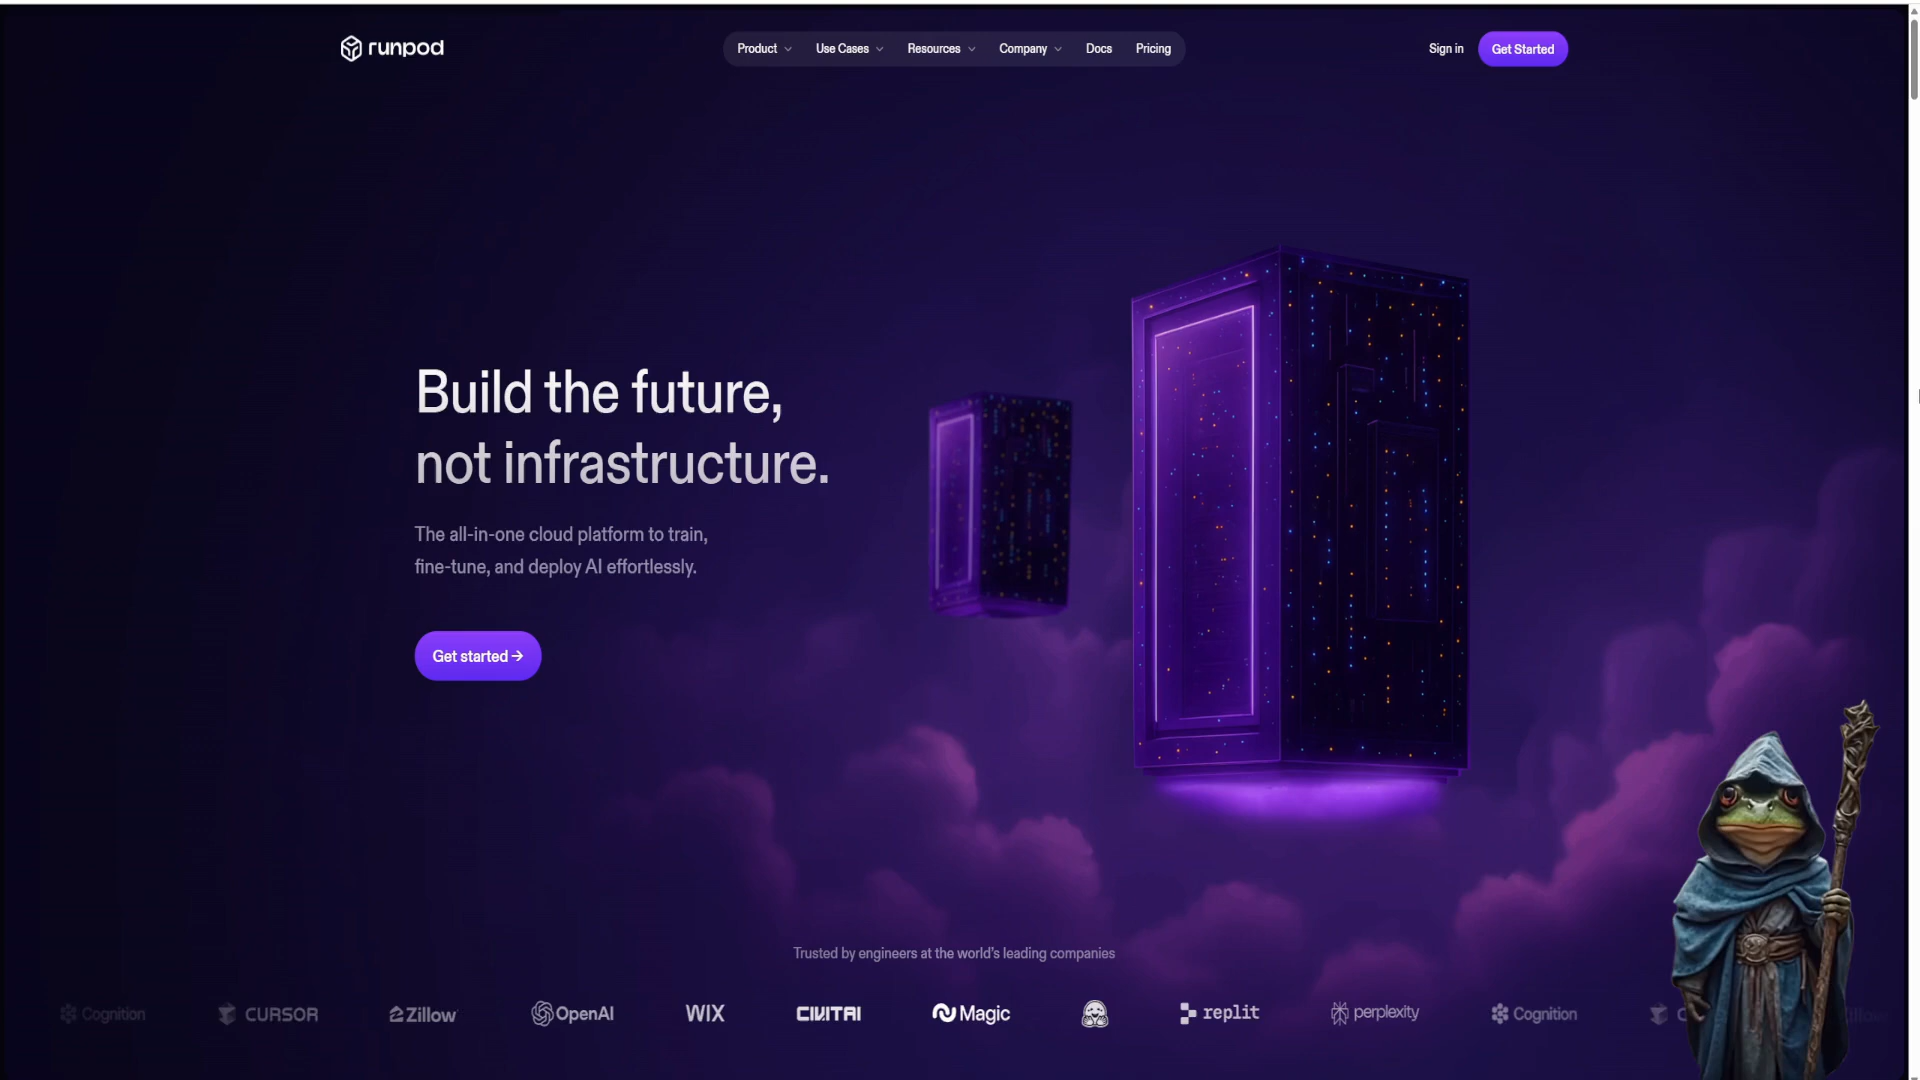 runpod
Product
Use Cases
Resources
Company
Docs
Pricing
Sign in
Get Started
Build the future,
not infrastructure.
The all-in-one cloud platform to train,
fine-tune, and deploy AI effortlessly.
Get started →
Trusted by engineers at the world's leading companies
Cognition
CURSOR
Zillow
OpenAI
WIX
CIVITAI
Magic
replit
perplexity
Cognition